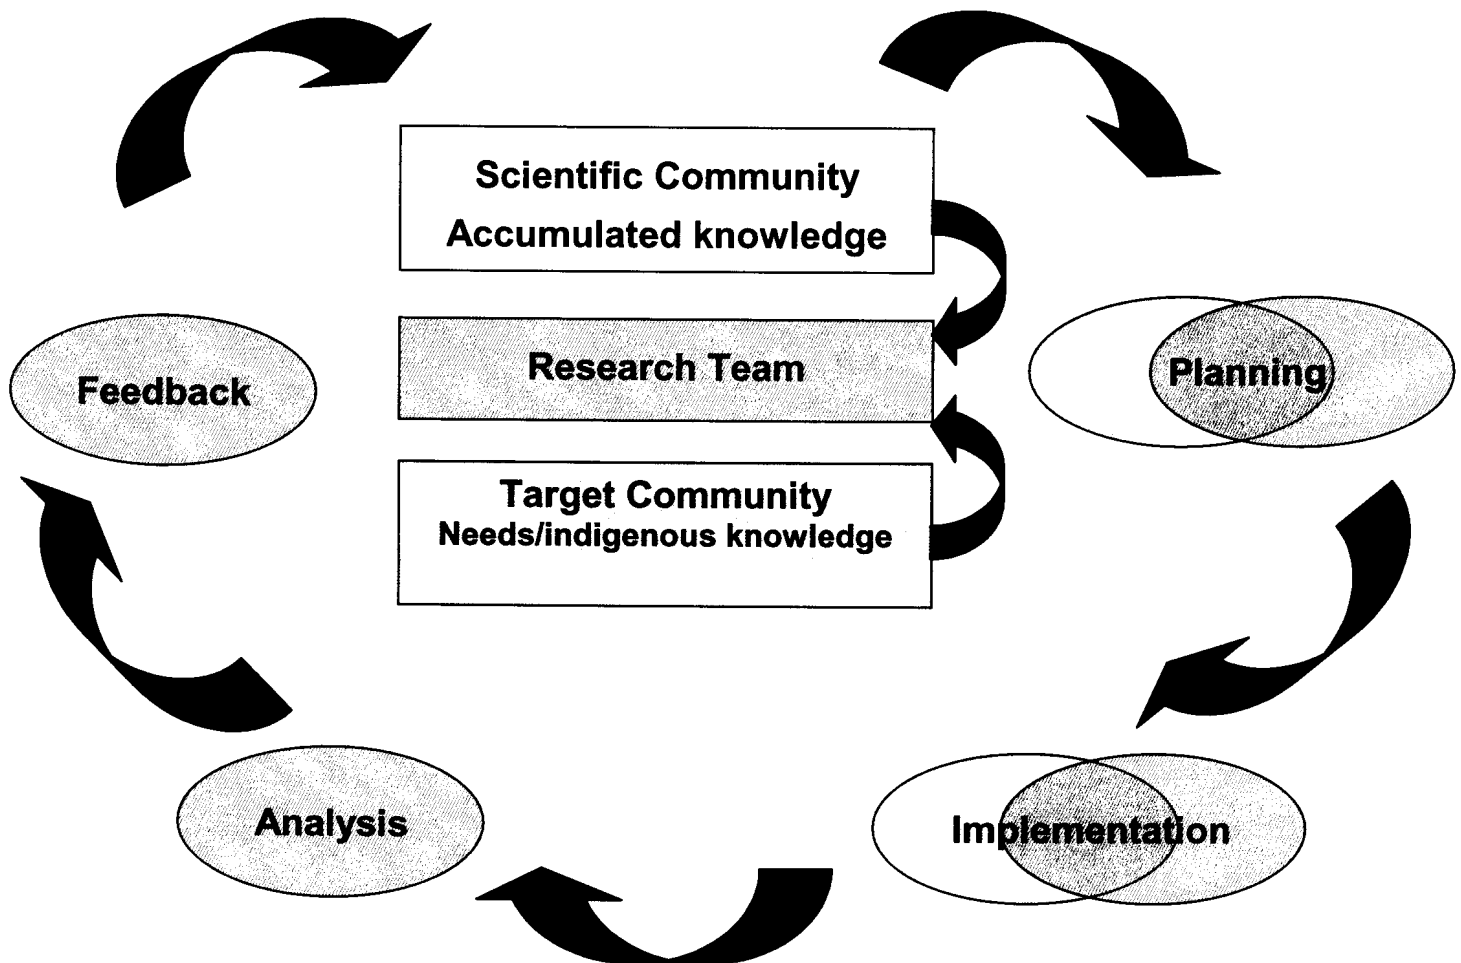 Scientific Community
Accumulated knowledge
Research Team
Target Community
Needs/indigenous knowledge
Feedback
Planning
Analysis
Implementation